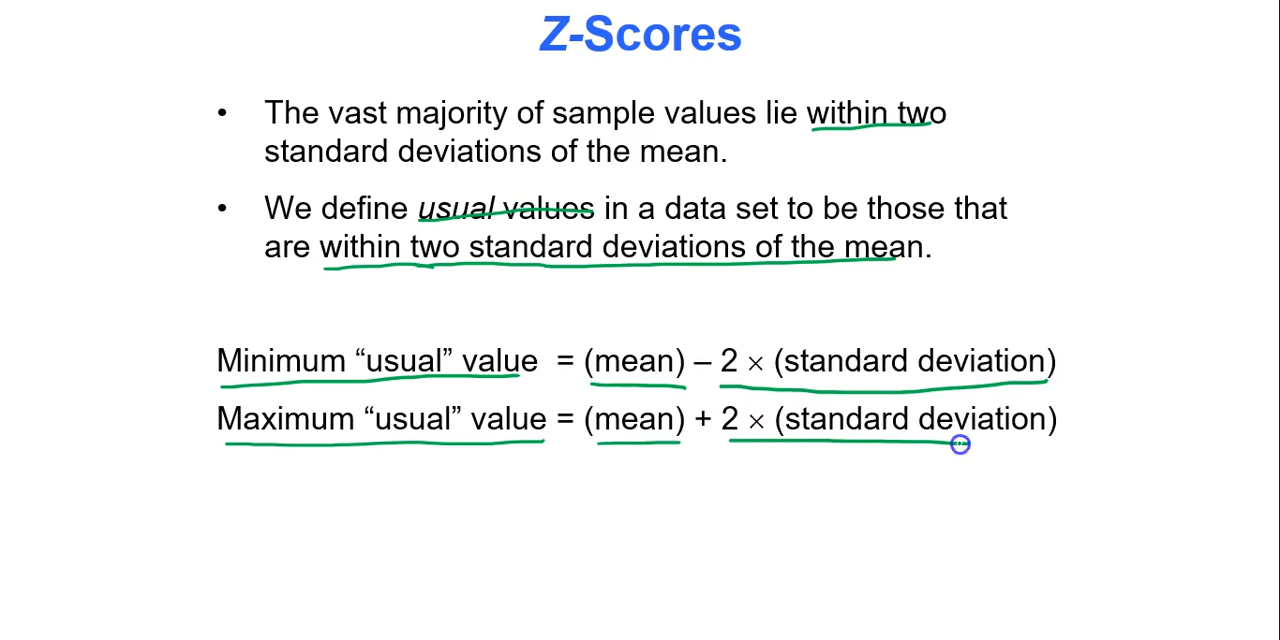 Z-Scores
• The vast majority of sample values lie within two
standard deviations of the mean.
• We define usual values in a data set to be those that
are within two standard deviations of the mean.
Minimum “usual” value = (mean) – 2 × (standard deviation)
Maximum “usual” value = (mean) + 2 × (standard deviation)